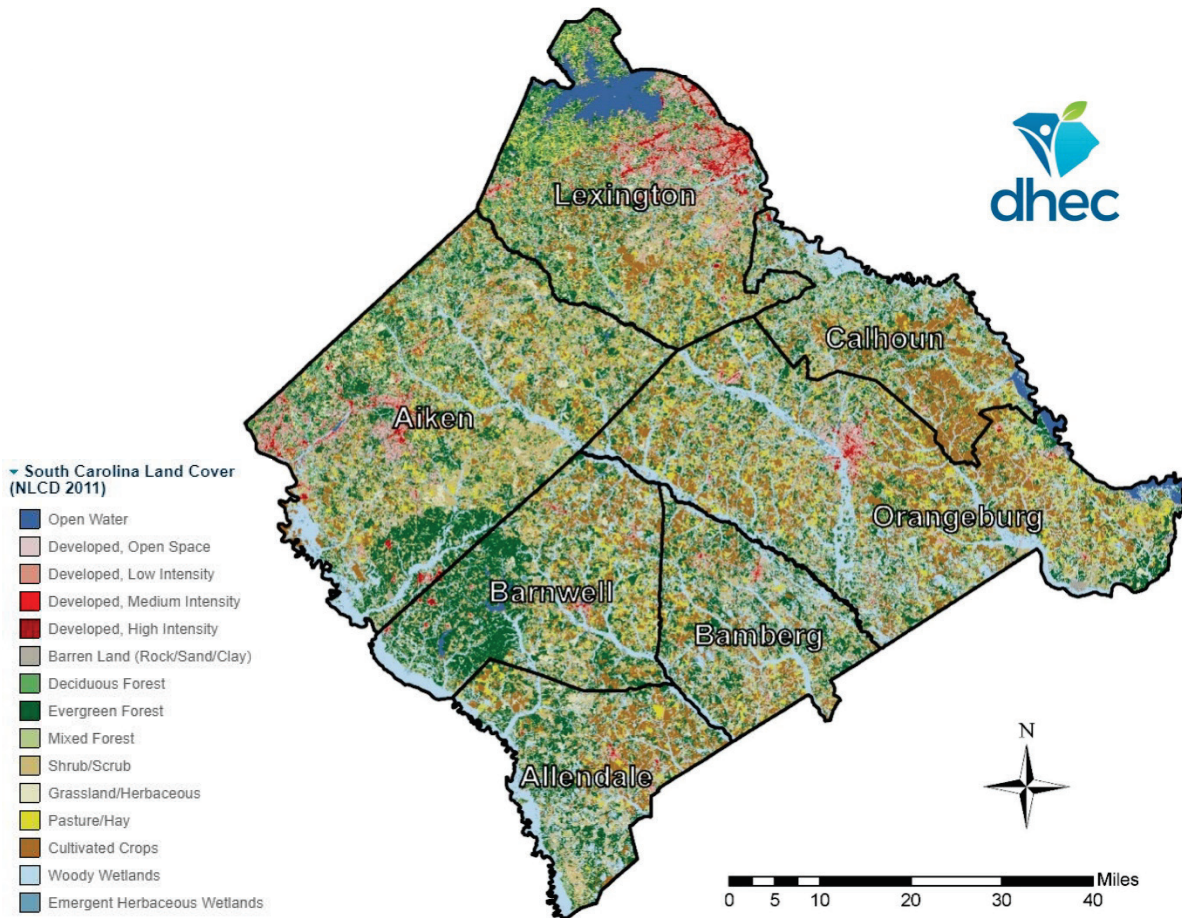 dhec
Lexington
Calhoun
Aiken
Orangeburg
Barnwell
Bamberg
Allendale
South Carolina Land Cover
(NLCD 2011)
Open Water
Developed, Open Space
Developed, Low Intensity
Developed, Medium Intensity
Developed, High Intensity
Barren Land (Rock/Sand/Clay)
Deciduous Forest
Evergreen Forest
Mixed Forest
Shrub/Scrub
Grassland/Herbaceous
Pasture/Hay
Cultivated Crops
Woody Wetlands
Emergent Herbaceous Wetlands
N
Miles
0 5 10 20 30 40